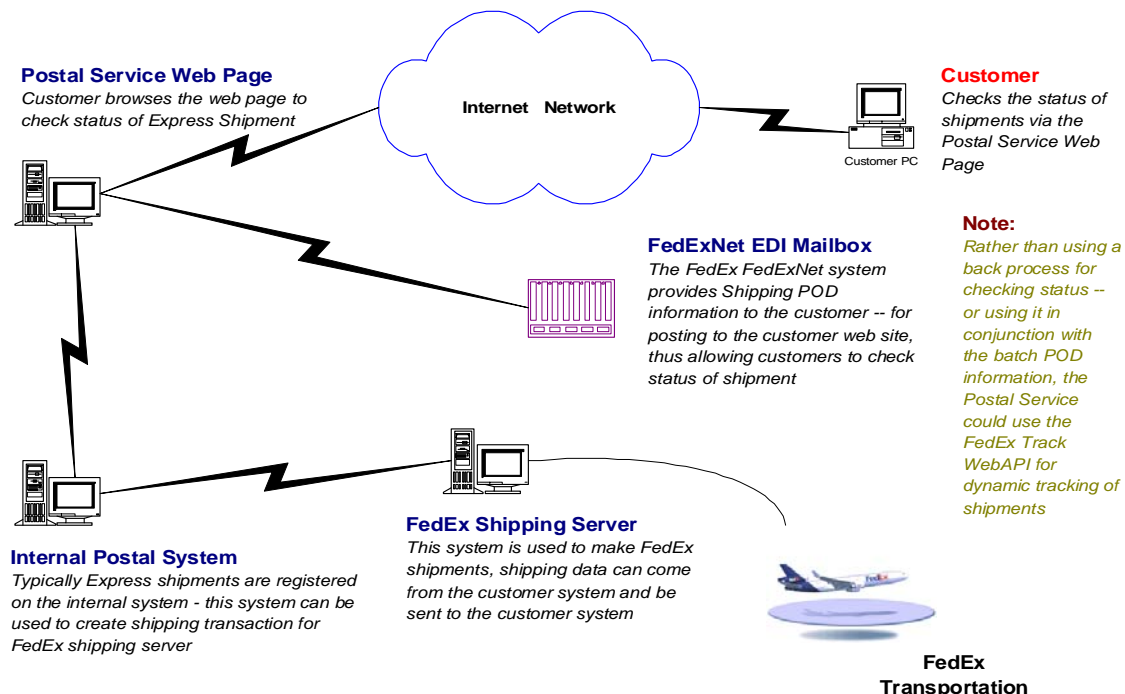 Postal Service Web Page
Customer browses the web page to
check status of Express Shipment
Internet Network
Customer
Checks the status of
shipments via the
Postal Service Web
Page
Customer PC
Note:
Rather than using a
back process for
checking status --
or using it in
conjunction with
the batch POD
information, the
Postal Service
could use the
FedEx Track
WebAPI for
dynamic tracking of
shipments
FedExNet EDI Mailbox
The FedEx FedExNet system
provides Shipping POD
information to the customer -- for
posting to the customer web site,
thus allowing customers to check
status of shipment
Internal Postal System
Typically Express shipments are registered
on the internal system - this system can be
used to create shipping transaction for
FedEx shipping server
FedEx Shipping Server
This system is used to make FedEx
shipments, shipping data can come
from the customer system and be
sent to the customer system
FedEx
FedEx
Transportation